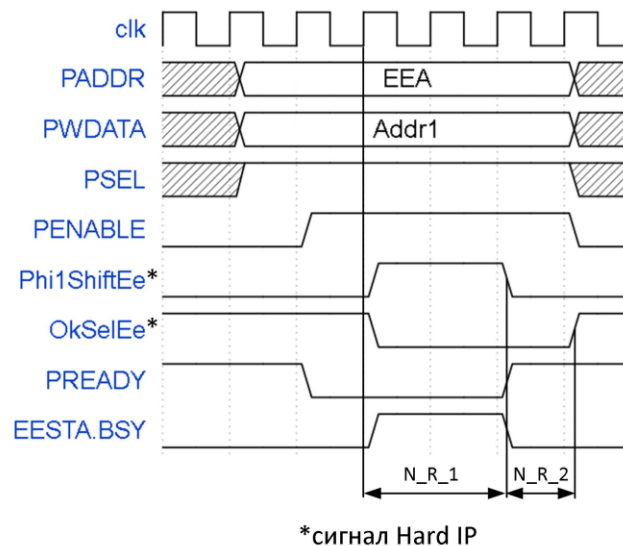 clk
PADDR
EEA
PWDATA
Addr1
PSEL
PENABLE
Phi1ShiftEe*
OkSelEe*
PREADY
EESTA.BSY
N_R_1
N_R_2
*сигнал Hard IP